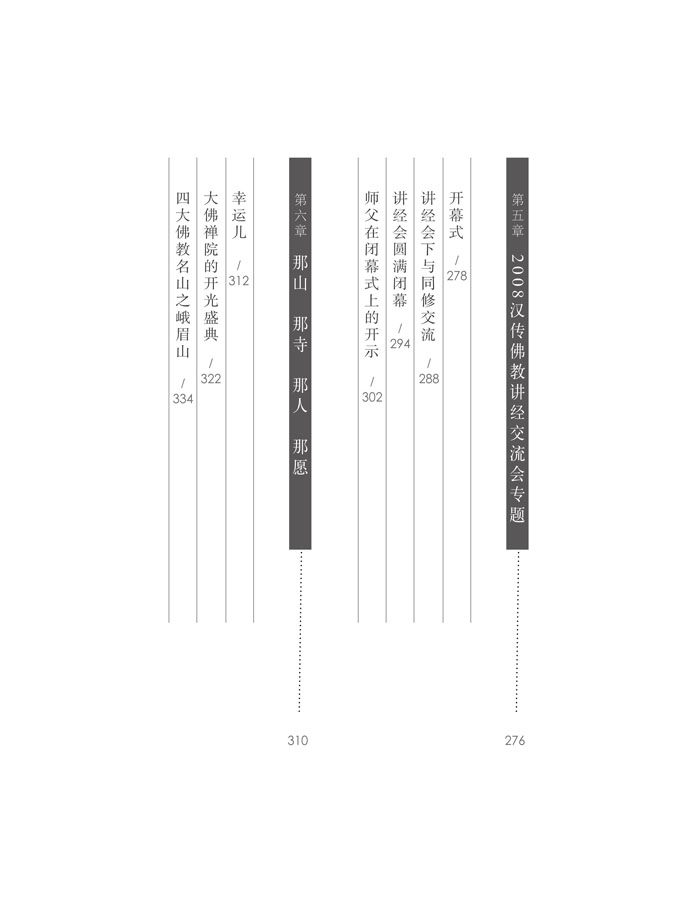 第五章 2008汉传佛教讲经交流会专题
276
开幕式 / 278
讲经会下与同修交流 / 288
讲经会圆满闭幕 / 294
师父在闭幕式上的开示 / 302
第六章 那山 那寺 那人 那愿
310
幸运儿 / 312
大佛禅院的开光盛典 / 322
四大佛教名山之峨眉山 / 334